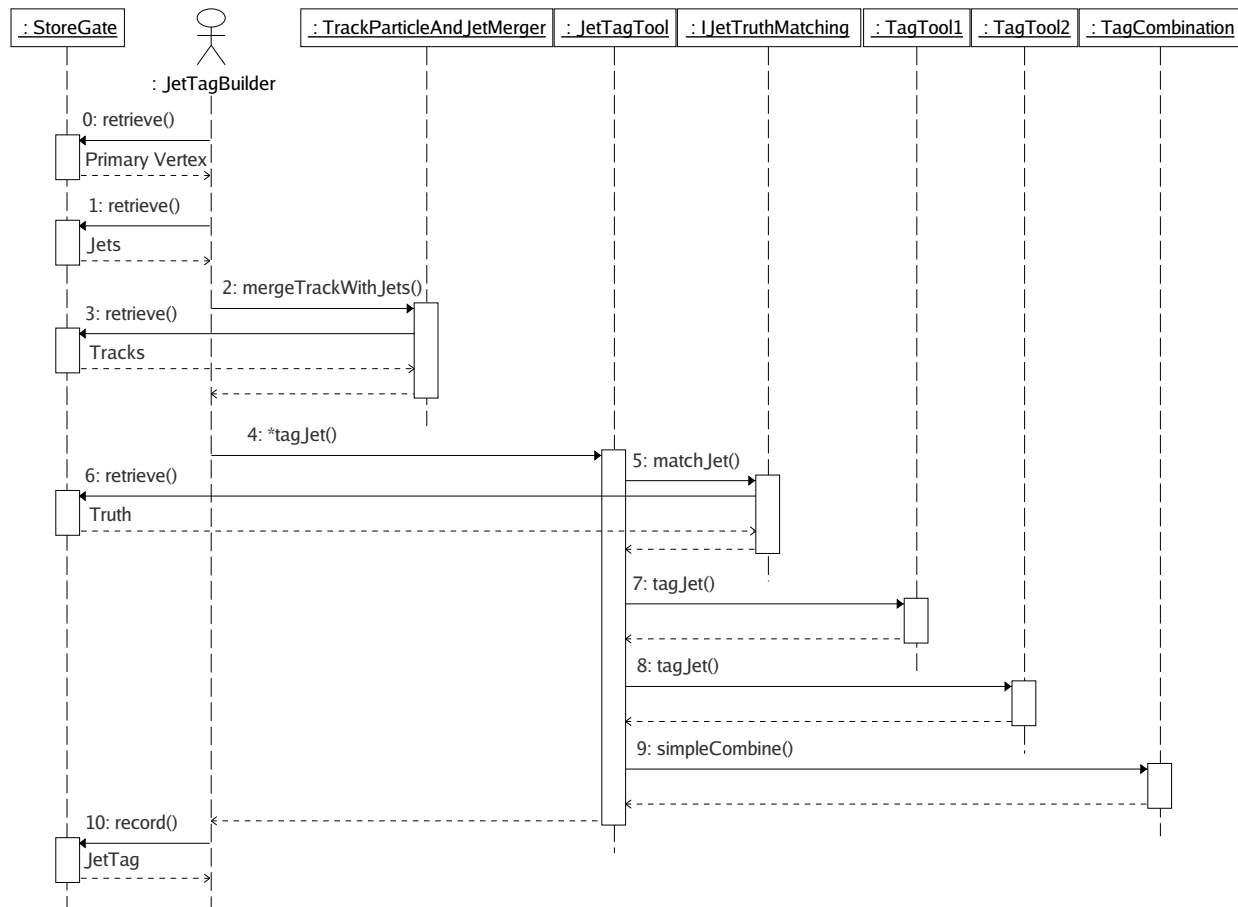 : StoreGate
: TrackParticleAndJetMerger
: JetTagTool
: IJetTruthMatching
: TagTool1
: TagTool2
: TagCombination
: JetTagBuilder
0: retrieve()
Primary Vertex
1: retrieve()
Jets
2: mergeTrackWithJets()
3: retrieve()
Tracks
4: *tagJet()
5: matchJet()
6: retrieve()
Truth
7: tagJet()
8: tagJet()
9: simpleCombine()
10: record()
JetTag